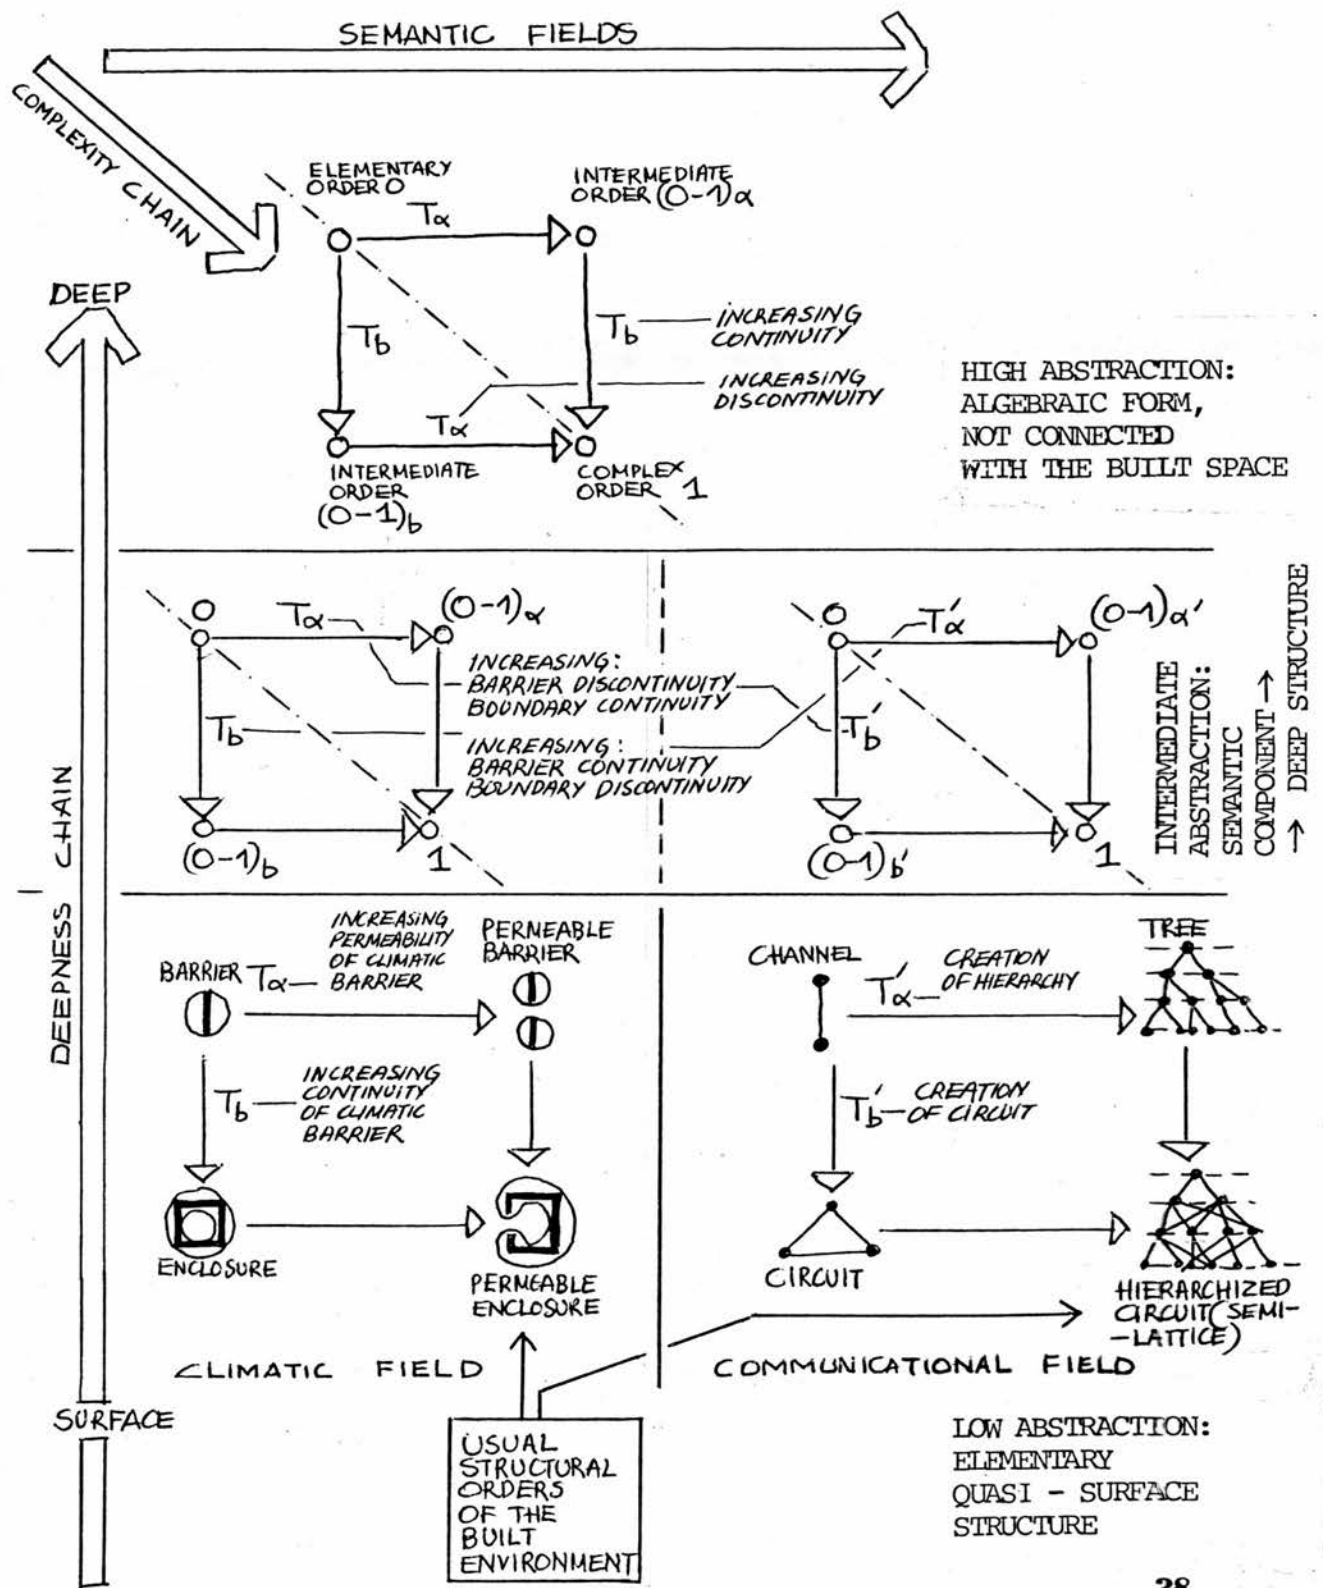 SEMANTIC FIELDS
COMPLEXITY CHAIN
ELEMENTARY
ORDER O
INTERMEDIATE
ORDER (O-1)α
Tα
DEEP
Tb
Tb
INCREASING
CONTINUITY
INCREASING
DISCONTINUITY
Tα
INTERMEDIATE
ORDER
(O-1)b
COMPLEX
ORDER 1
HIGH ABSTRACTION:
ALGEBRAIC FORM,
NOT CONNECTED
WITH THE BUILT SPACE
DEEPNESS CHAIN
O
Tα
(O-1)α
INCREASING:
BARRIER DISCONTINUITY
BOUNDARY CONTINUITY
Tb
INCREASING:
BARRIER CONTINUITY
BOUNDARY DISCONTINUITY
(O-1)b
1
O
T'α
(O-1)α'
T'b
(O-1)b'
1
INTERMEDIATE
ABSTRACTION:
SEMANTIC
COMPONENT →
→ DEEP STRUCTURE
BARRIER
Tα
INCREASING
PERMEABILITY
OF CLIMATIC
BARRIER
PERMEABLE
BARRIER
Tb
INCREASING
CONTINUITY
OF CLIMATIC
BARRIER
ENCLOSURE
PERMEABLE
ENCLOSURE
CHANNEL
T'α
CREATION
OF HIERARCHY
TREE
T'b
CREATION
OF CIRCUIT
CIRCUIT
HIERARCHIZED
CIRCUIT (SEMI-
-LATTICE)
CLIMATIC FIELD
COMMUNICATIONAL FIELD
SURFACE
USUAL
STRUCTURAL
ORDERS
OF THE
BUILT
ENVIRONMENT
LOW ABSTRACTION:
ELEMENTARY
QUASI - SURFACE
STRUCTURE